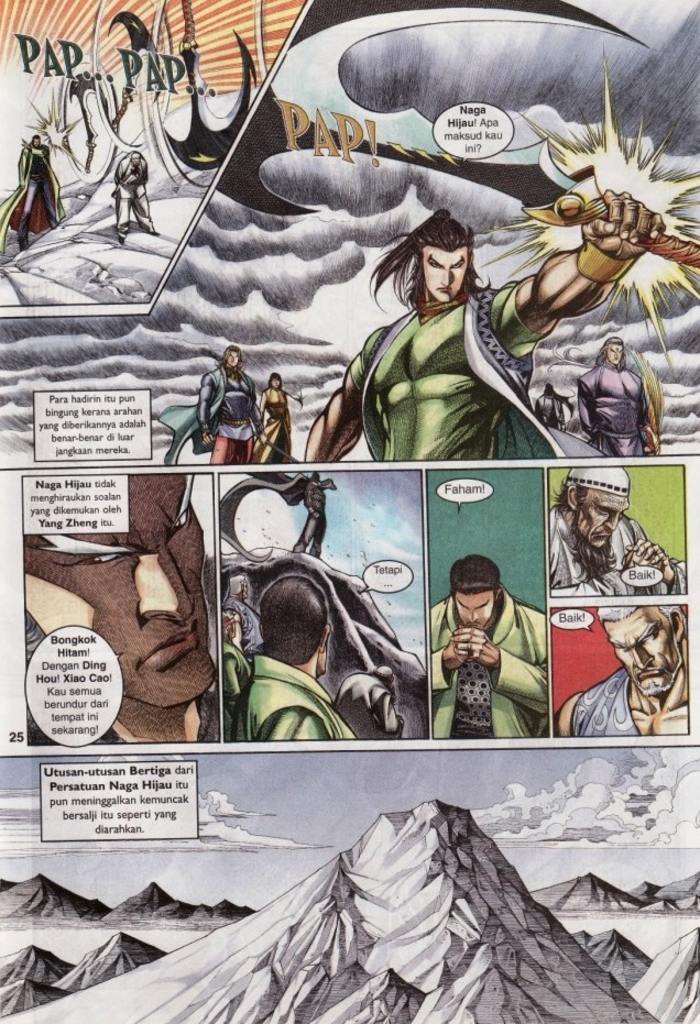 PAP... PAP...
PAP!
Naga
Hijau! Apa
maksud kau
ini?
Para hadirin itu pun
bingung kerana arahan
yang diberikannya adalah
benar-benar di luar
jangkaan mereka.
Naga Hijau tidak
menghiraukan soalan
yang dikemukan oleh
Yang Zheng itu.
Bongkok
Hitam!
Dengan Ding
Hou! Xiao Cao!
Kau semua
berundur dari
tempat ini
sekarang!
Tetapi
...
Faham!
Baik!
Baik!
25
Utusan-utusan Bertiga dari
Persatuan Naga Hijau itu
pun meninggalkan kemuncak
bersalji itu seperti yang
diarahkan.